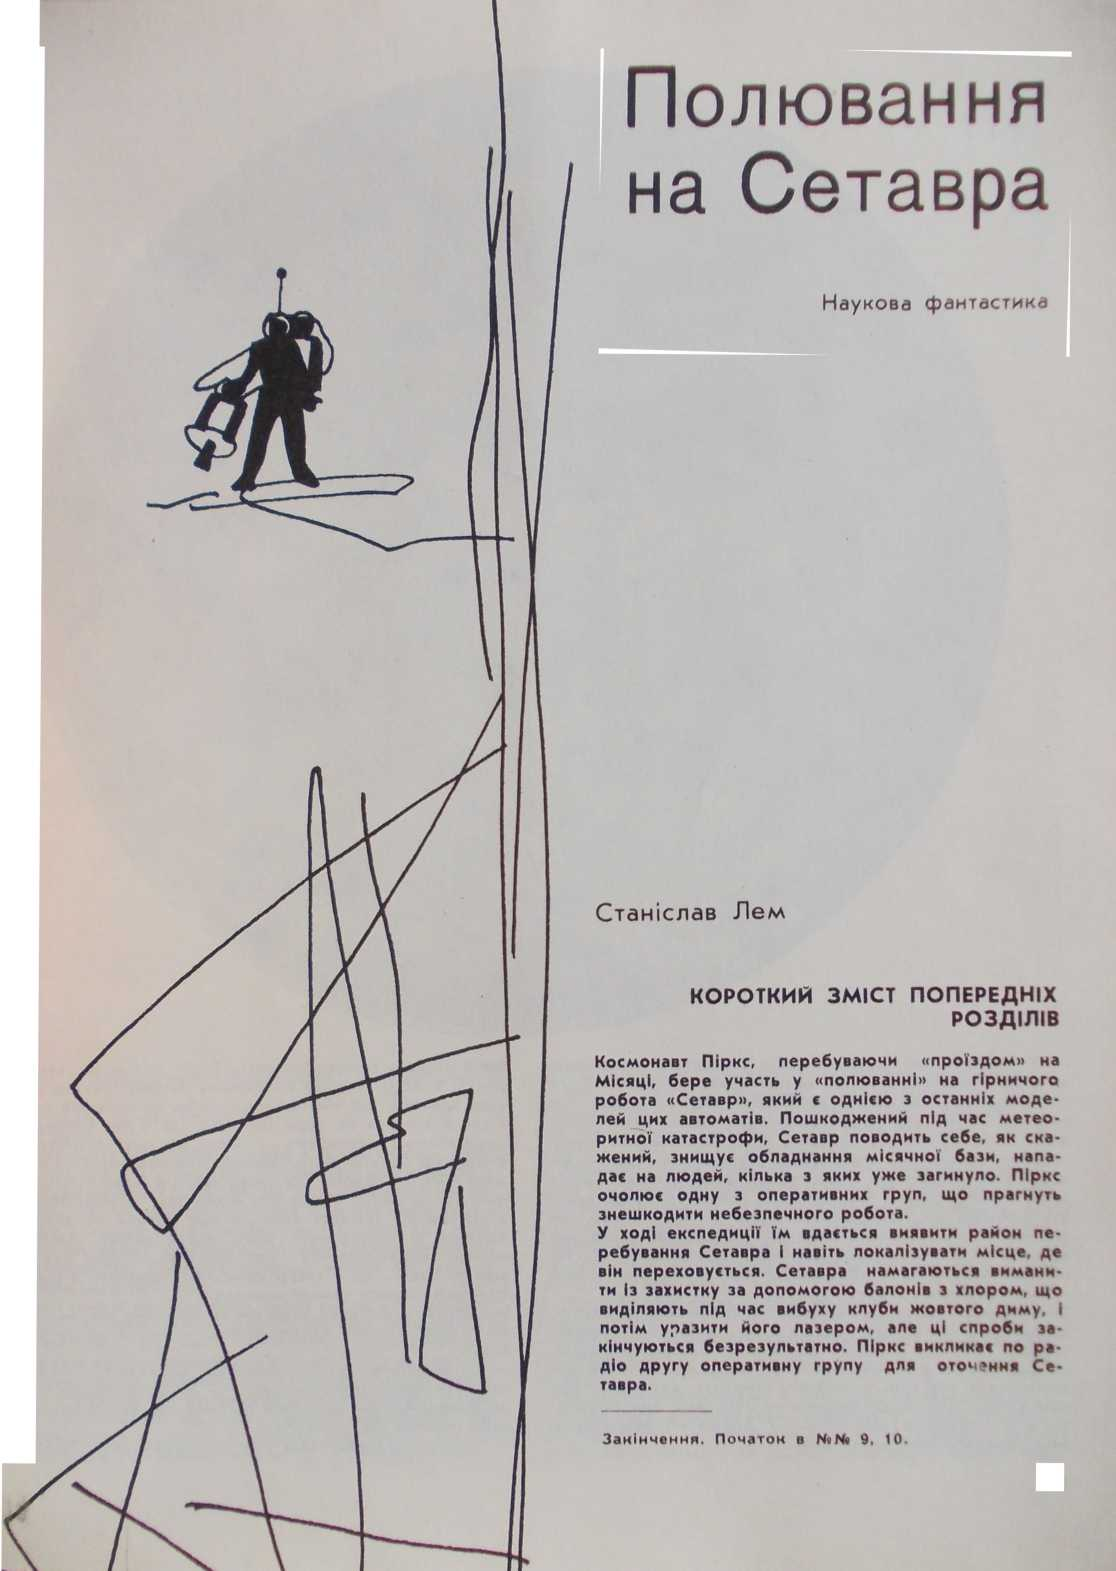 Полювання
на Сетавра
Наукова фантастика
Станіслав Лем
КОРОТКИЙ ЗМІСТ ПОПЕРЕДНІХ
РОЗДІЛІВ
Космонавт Піркс, перебуваючи «проїздом» на
Місяці, бере участь у «полюванні» на гірничого
робота «Сетавр», який є однією з останніх моде-
лей цих автоматів. Пошкоджений під час метео-
ритної катастрофи, Сетавр поводить себе, як ска-
жений, знищує обладнання місячної бази, напа-
дає на людей, кілька з яких уже загинуло. Піркс
очолює одну з оперативних груп, що прагнуть
знешкодити небезпечного робота.
У ході експедиції їм вдається виявити район пе-
ребування Сетавра і навіть локалізувати місце, де
він переховується. Сетавра намагаються вимани-
ти із захистку за допомогою балонів з хлором, що
виділяють під час вибуху клуби жовтого диму, і
потім уразити його лазером, але ці спроби за-
кінчуються безрезультатно. Піркс викликає по ра-
діо другу оперативну групу для оточення Се-
тавра.
Закінчення. Початок в №№ 9, 10.